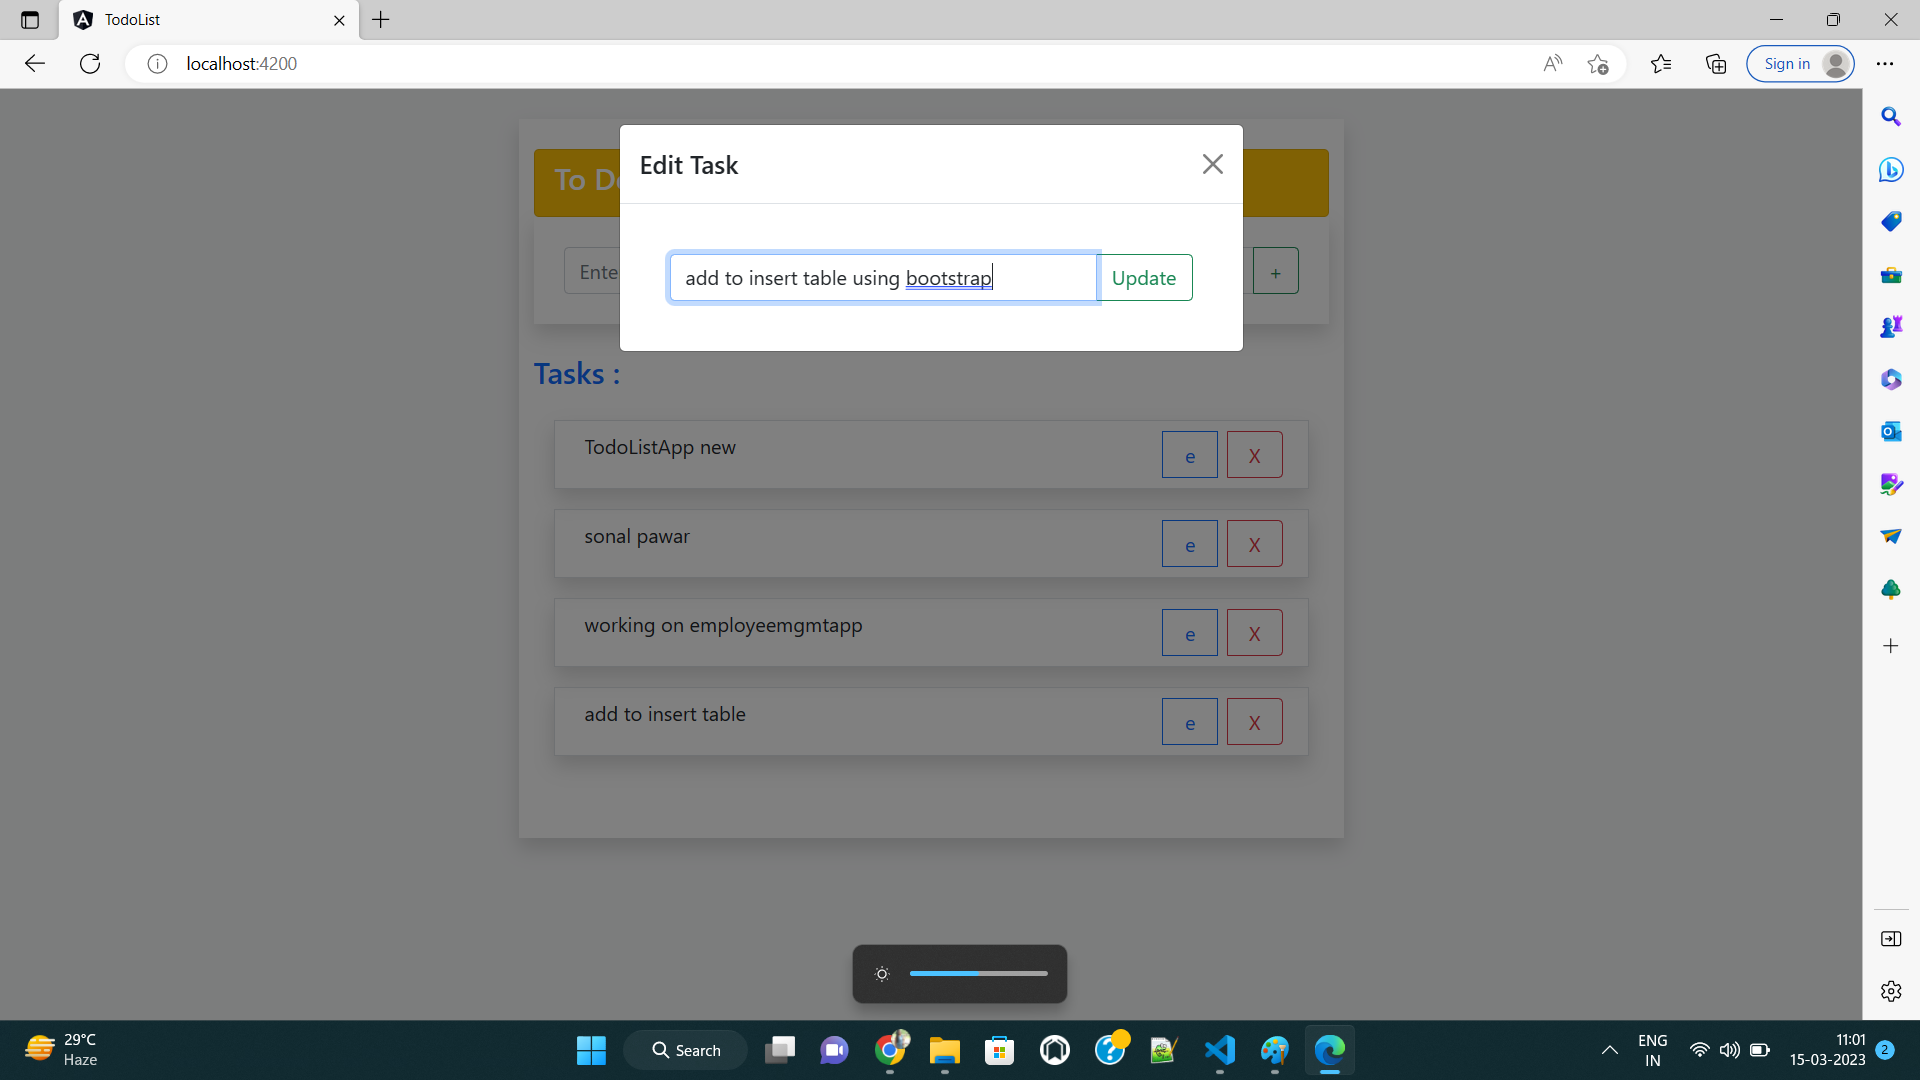 TodoList
localhost:4200
Sign in
Edit Task
To Do
add to insert table using bootstrap
Update
Ente
+
Tasks :
TodoListApp new
e
X
sonal pawar
e
X
working on employeemgmtapp
e
X
add to insert table
e
X
29°C
Haze
Search
ENG
IN
11:01
15-03-2023
2